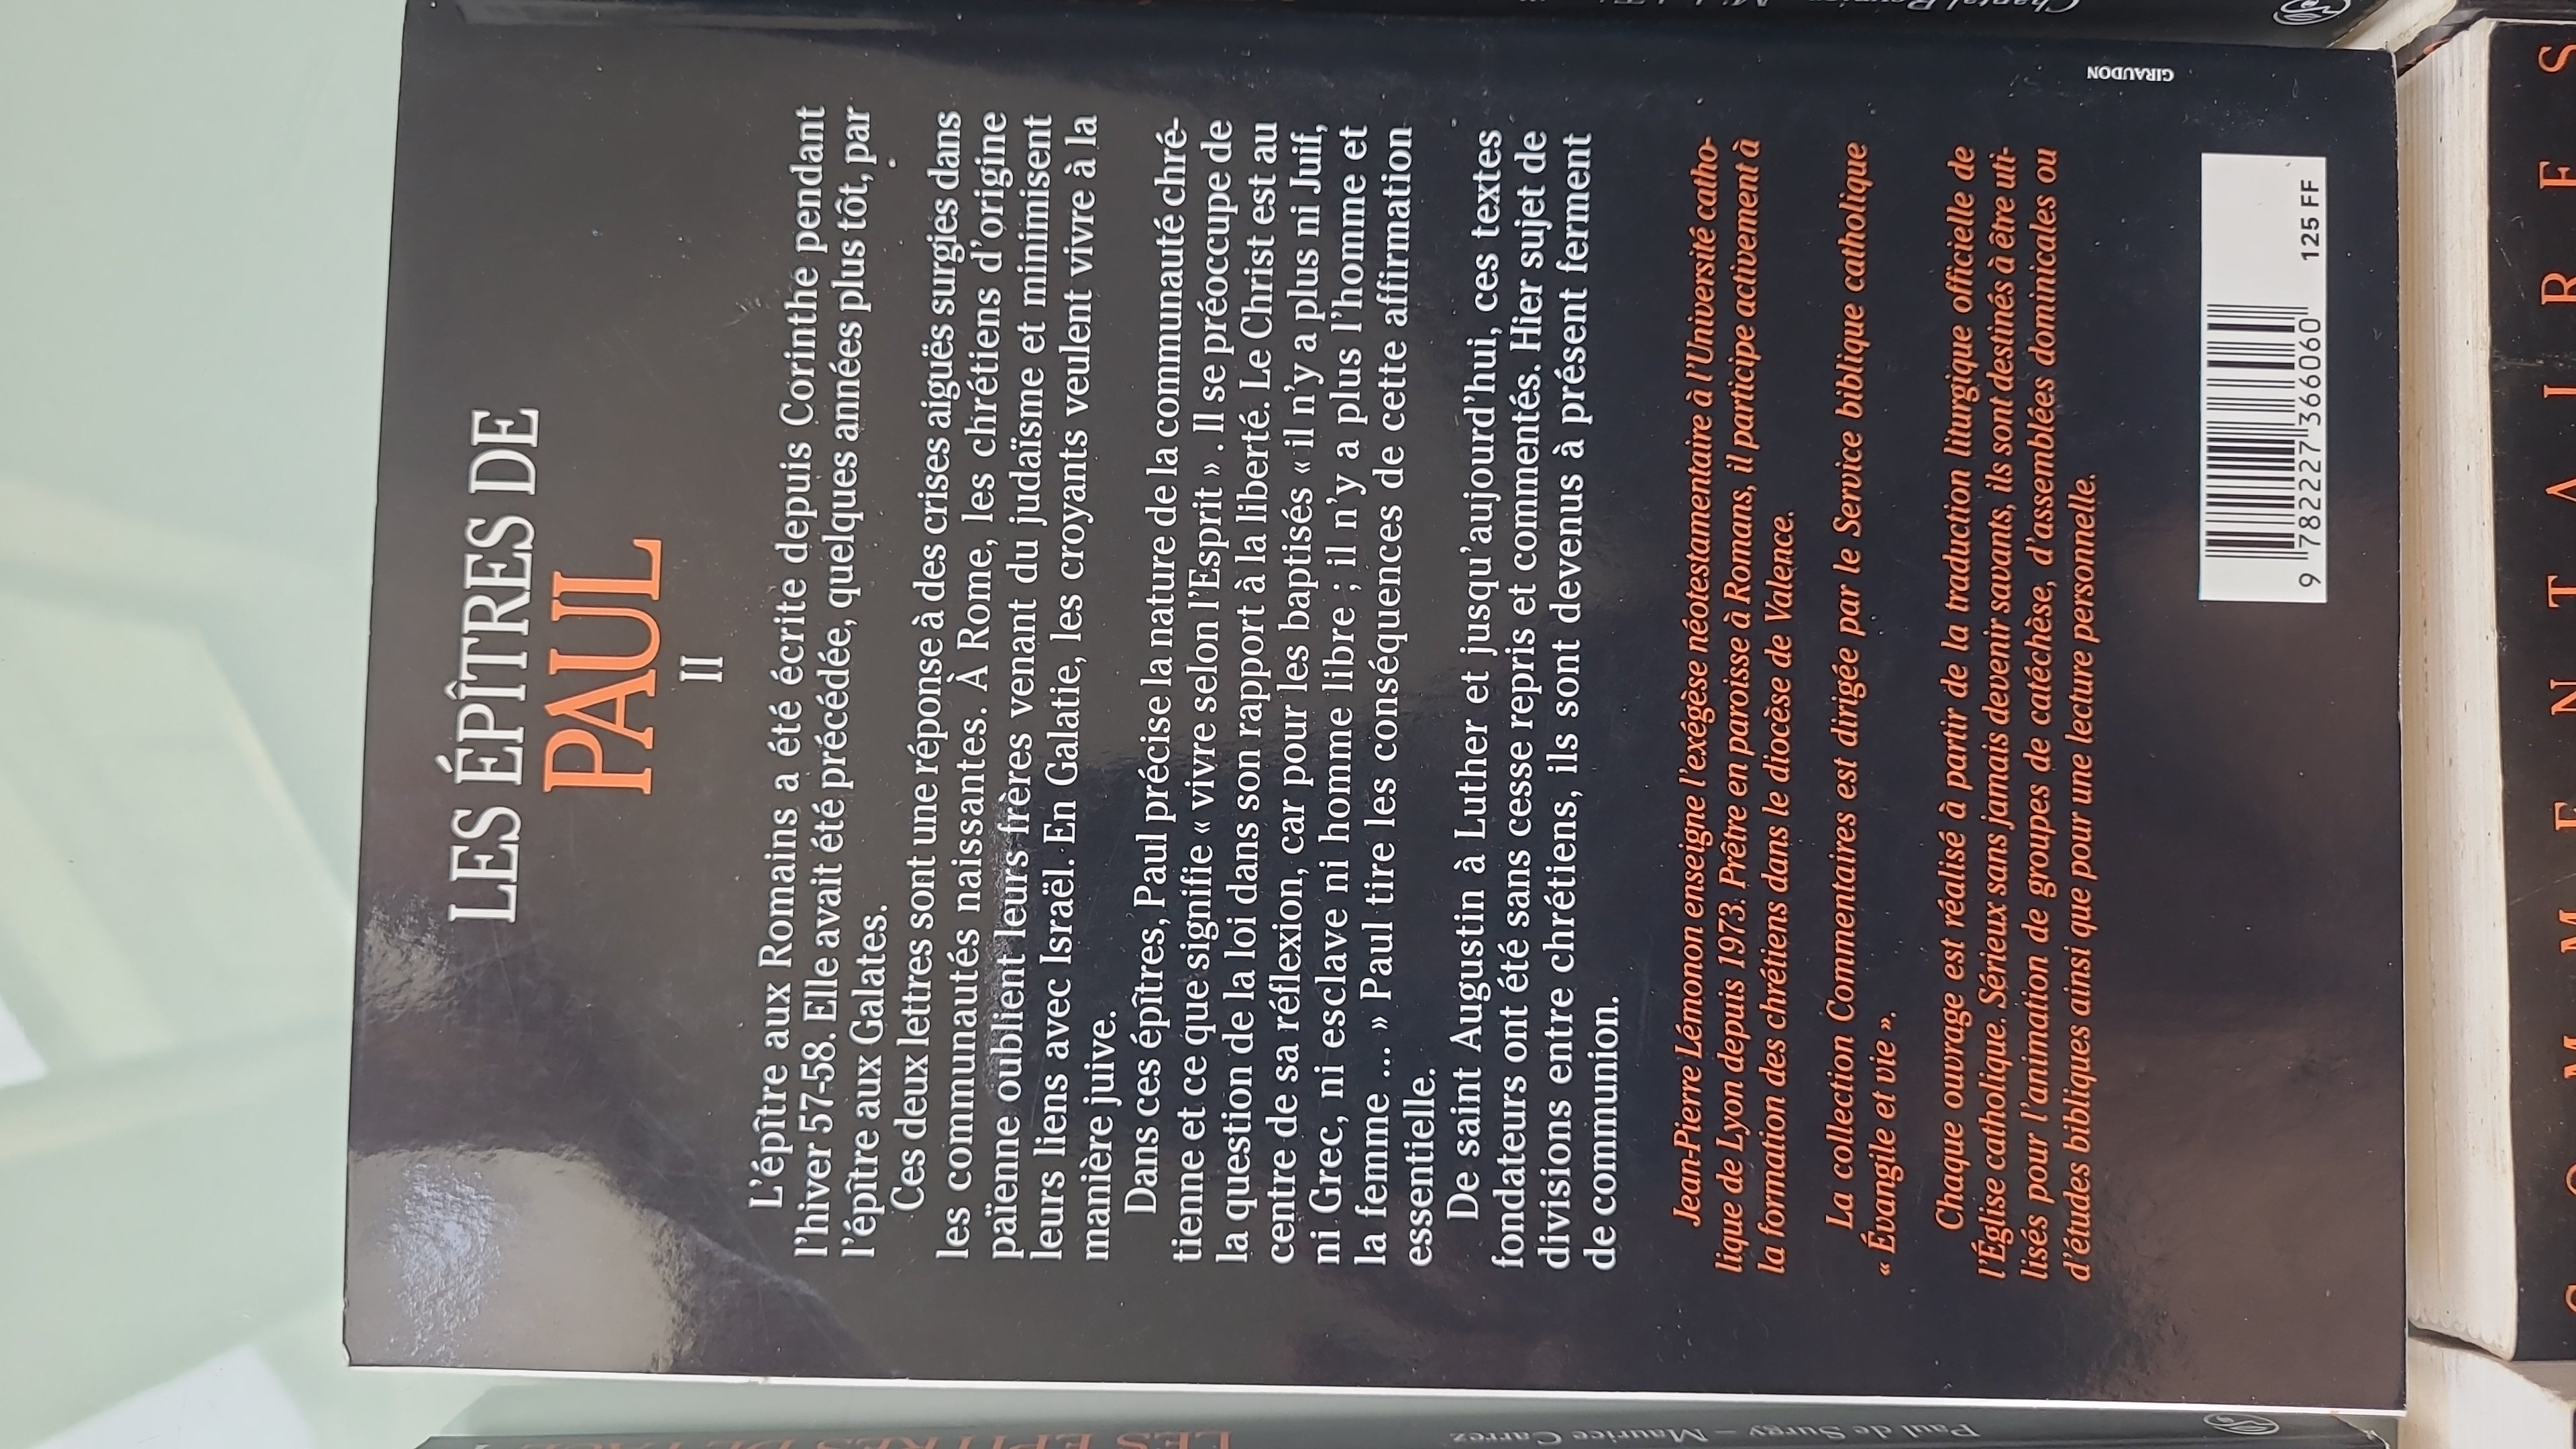 LES ÉPÎTRES DE
PAUL
II
L'épître aux Romains a été écrite depuis Corinthe pendant
l'hiver 57-58. Elle avait été précédée, quelques années plus tôt, par
l'épître aux Galates.
Ces deux lettres sont une réponse à des crises aiguës surgies dans
les communautés naissantes. À Rome, les chrétiens d'origine
païenne oublient leurs frères venant du judaïsme et minimisent
leurs liens avec Israël. En Galatie, les croyants veulent vivre à la
manière juive.
Dans ces épîtres, Paul précise la nature de la communauté chré-
tienne et ce que signifie « vivre selon l'Esprit » . Il se préoccupe de
la question de la loi dans son rapport à la liberté. Le Christ est au
centre de sa réflexion, car pour les baptisés « il n'y a plus ni Juif,
ni Grec, ni esclave ni homme libre ; il n'y a plus l'homme et
la femme ... » Paul tire les conséquences de cette affirmation
essentielle.
De saint Augustin à Luther et jusqu'aujourd'hui, ces textes
fondateurs ont été sans cesse repris et commentés. Hier sujet de
divisions entre chrétiens, ils sont devenus à présent ferment
de communion.
Jean-Pierre Lémonon enseigne l'exégèse néotestamentaire à l'Université catho-
lique de Lyon depuis 1973. Prêtre en paroisse à Romans, il participe activement à
la formation des chrétiens dans le diocèse de Valence.
La collection Commentaires est dirigée par le Service biblique catholique
« Évangile et vie ».
Chaque ouvrage est réalisé à partir de la traduction liturgique officielle de
l'Église catholique. Sérieux sans jamais devenir savants, ils sont destinés à être uti-
lisés pour l'animation de groupes de catéchèse, d'assemblées dominicales ou
d'études bibliques ainsi que pour une lecture personnelle.
GIRAUDON
9 782227 366060
125 FF
LES ÉPÎTRES DE PAUL
Paul de Surgy – Maurice Carrez
COMMENTAIRES